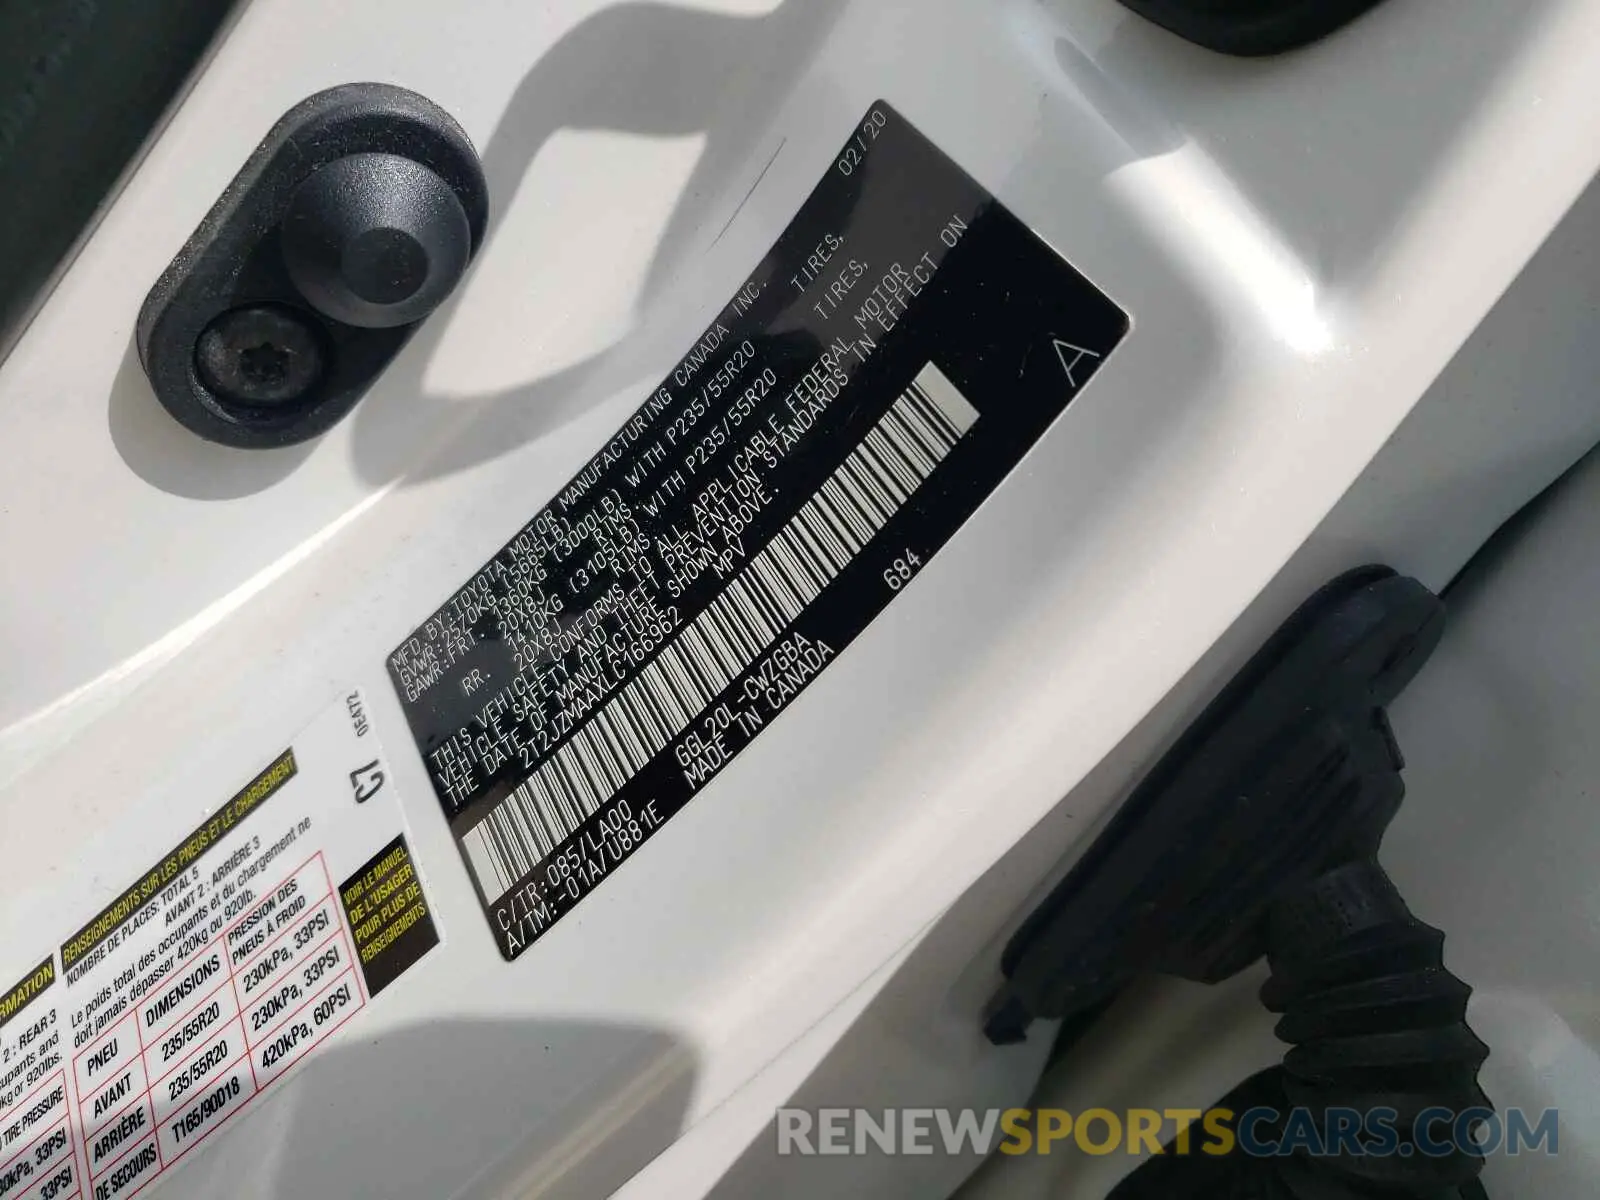 MFD.BY:TOYOTA MOTOR MANUFACTURING CANADA INC. 02/20
GVWR:2570KG (5665LB)
GAWR:FRT. 1360KG (3000LB) WITH P235/55R20 TIRES,
20X8J RIMS,
RR. 1410KG (3105LB) WITH P235/55R20 TIRES,
20X8J RIMS,
THIS VEHICLE CONFORMS TO ALL APPLICABLE FEDERAL MOTOR
VEHICLE SAFETY AND THEFT PREVENTION STANDARDS IN EFFECT ON
THE DATE OF MANUFACTURE SHOWN ABOVE.
2T2JZMAAXLC166962 MPV
A
C/TR:085/LA00 GGL20L-CWZGBA 684
A/TM:-01A/U881E MADE IN CANADA
0E472
C7
RENSEIGNEMENTS SUR LES PNEUS ET LE CHARGEMENT
NOMBRE DE PLACES: TOTAL 5
AVANT 2 : ARRIÈRE 3
Le poids total des occupants et du chargement ne
doit jamais dépasser 420kg ou 920lb.
PNEU DIMENSIONS PRESSION DES
PNEUS À FROID
AVANT 235/55R20 230kPa, 33PSI
ARRIÈRE 235/55R20 230kPa, 33PSI
DE SECOURS T165/90D18 420kPa, 60PSI
VOIR LE MANUEL
DE L'USAGER
POUR PLUS DE
RENSEIGNEMENTS
2 : REAR 3
RENEWSPORTSCARS.COM